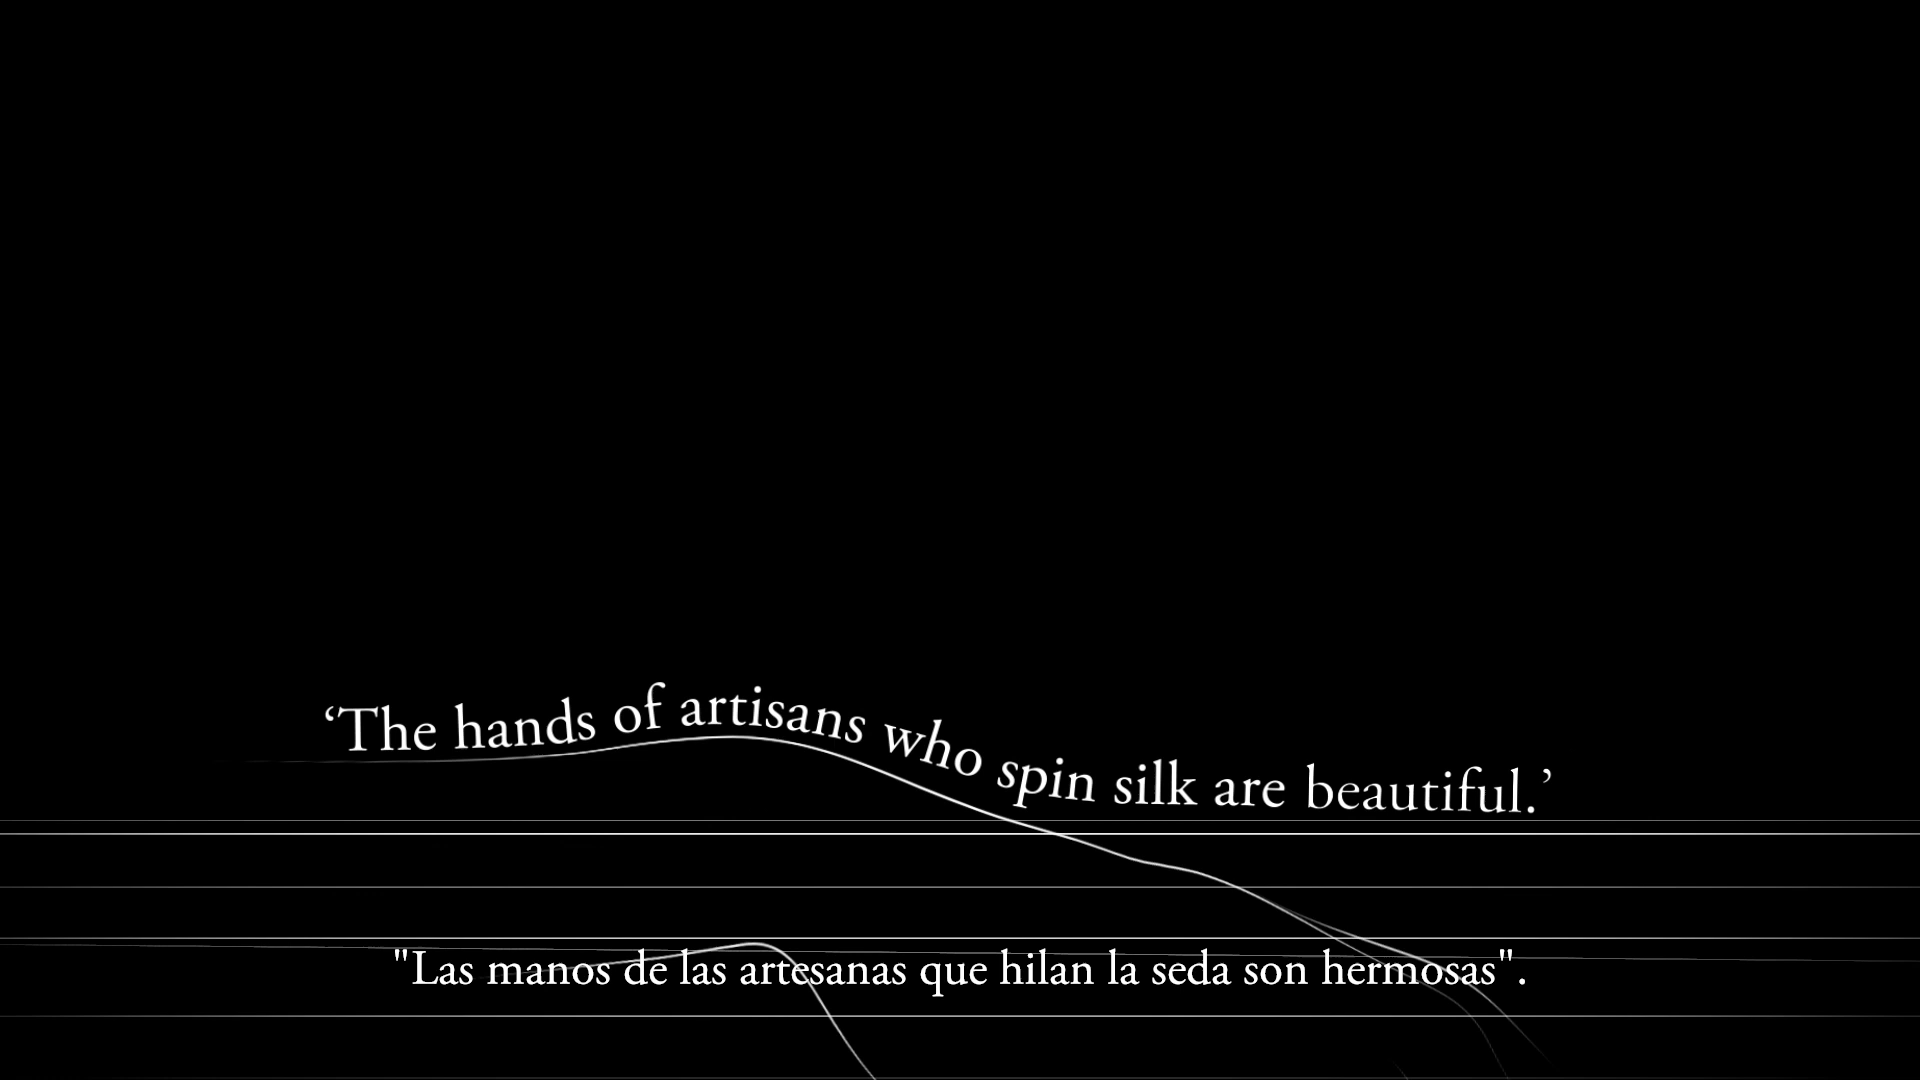 ‘The hands of artisans who spin silk are beautiful.’
"Las manos de las artesanas que hilan la seda son hermosas".